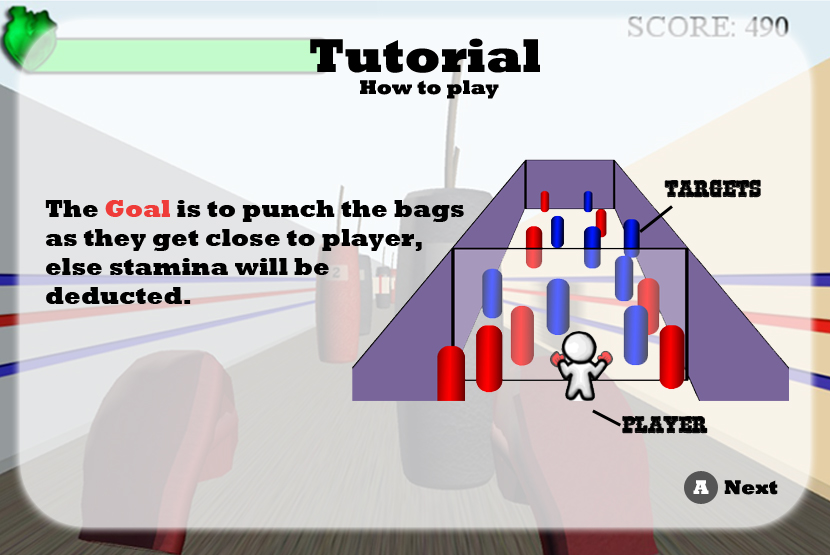 SCORE: 490
Tutorial
How to play
The Goal is to punch the bags
as they get close to player,
else stamina will be
deducted.
TARGETS
2
PLAYER
A Next